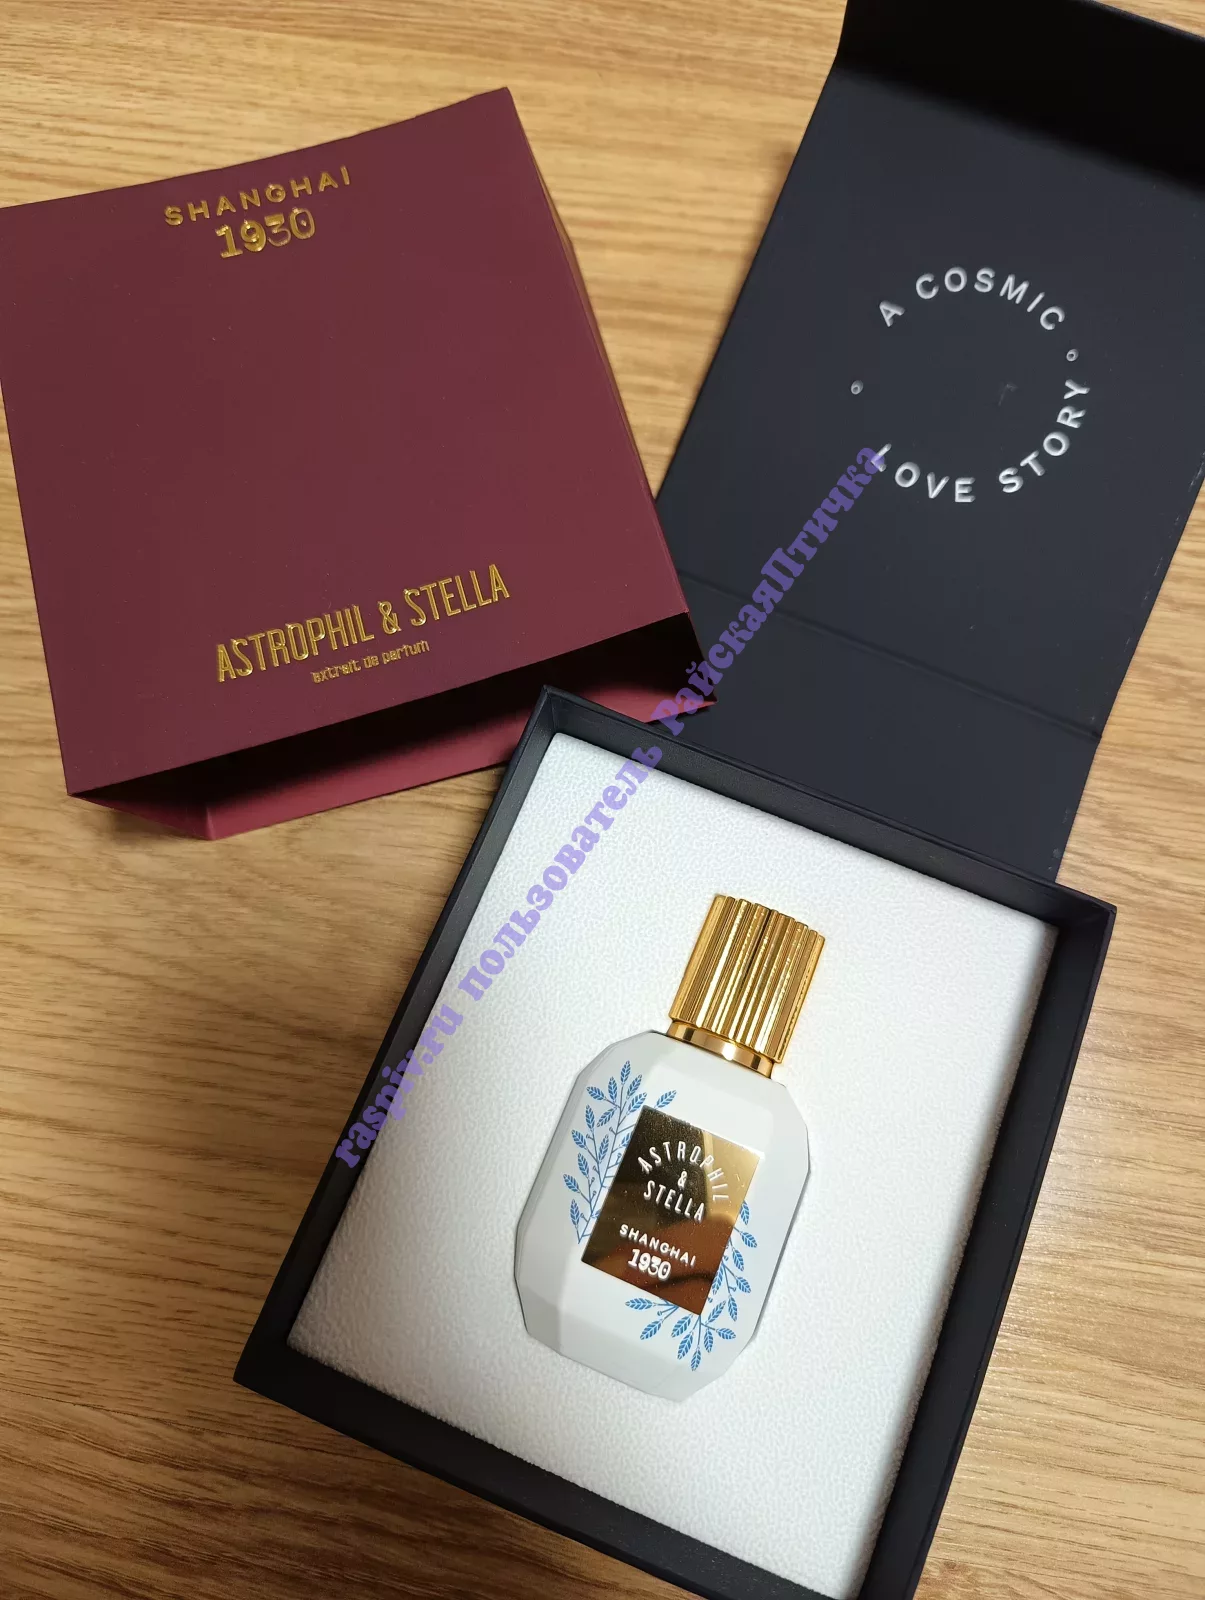 SHANGHAI
1930
ASTROPHIL & STELLA
extrait de parfum
A COSMIC
LOVE STORY
raspiv.ru пользователь РайскаяПтичка
ASTROPHIL
&
STELLA
SHANGHAI
1930